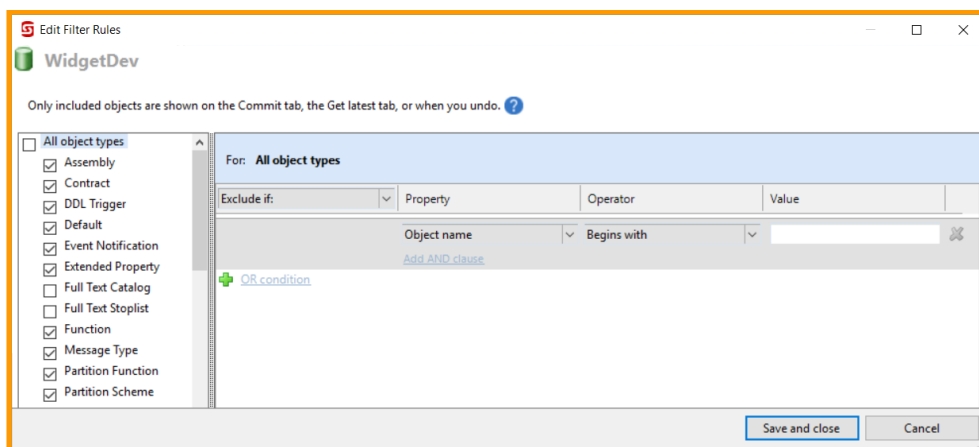 Edit Filter Rules
WidgetDev
Only included objects are shown on the Commit tab, the Get latest tab, or when you undo. ?
All object types
Assembly
Contract
DDL Trigger
Default
Event Notification
Extended Property
Full Text Catalog
Full Text Stoplist
Function
Message Type
Partition Function
Partition Scheme
For: All object types
Exclude if: Property Operator Value
Object name Begins with
Add AND clause
OR condition
Save and close Cancel